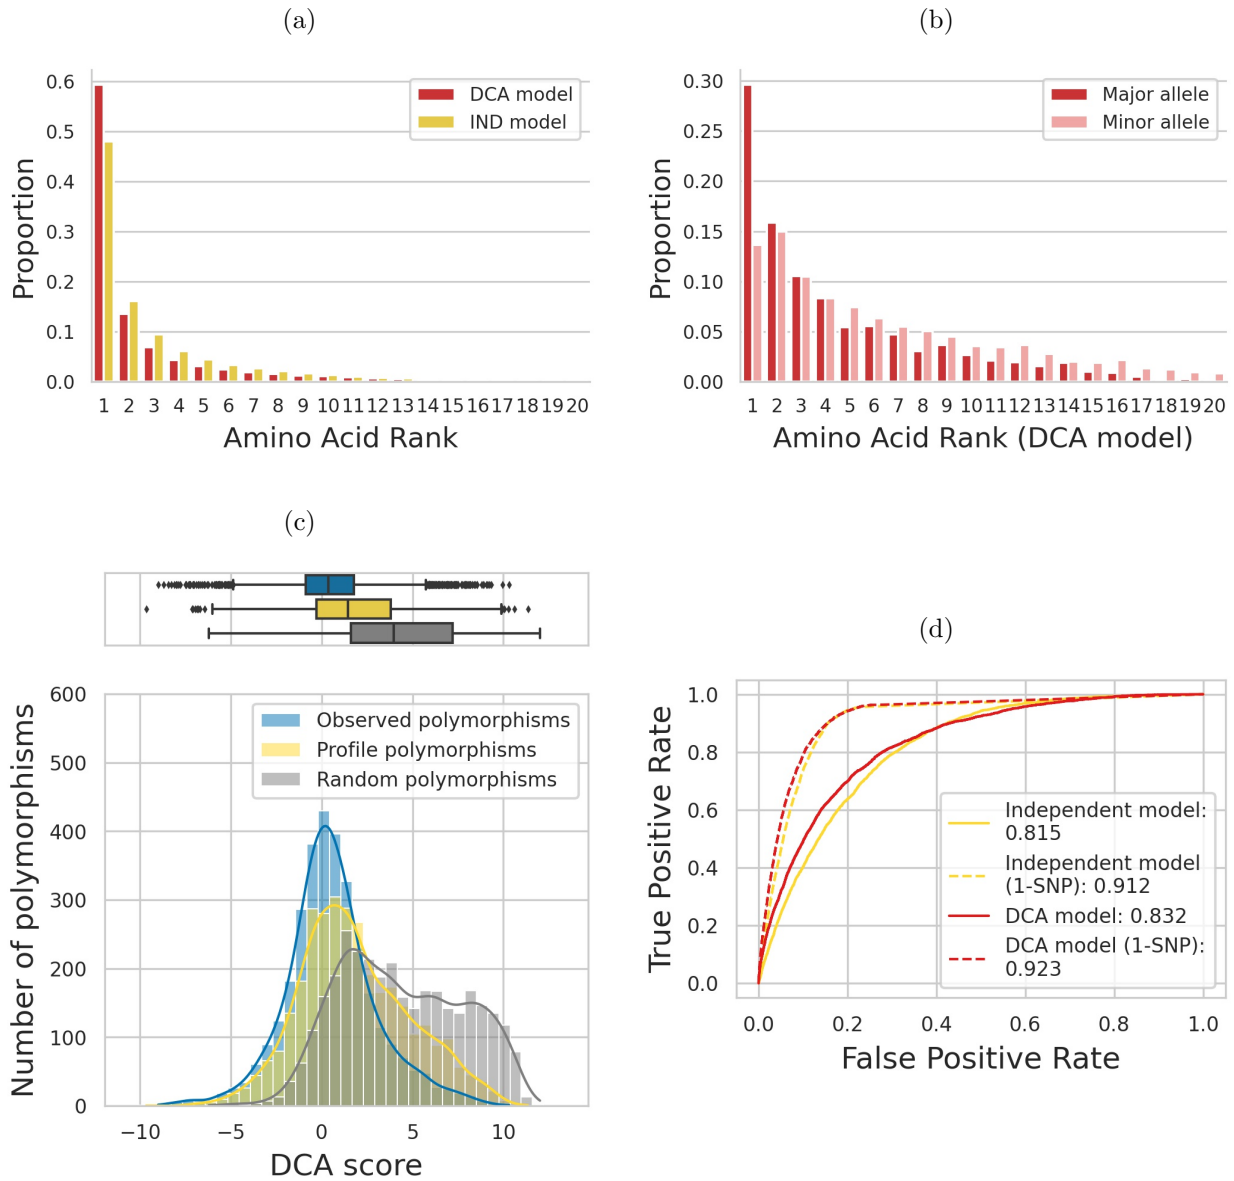 (a)
0.6
0.5
0.4
0.3
0.2
0.1
0.0
Proportion
DCA model
IND model
1 2 3 4 5 6 7 8 9 10 11 12 13 14 15 16 17 18 19 20
Amino Acid Rank
(b)
0.30
0.25
0.20
0.15
0.10
0.05
0.00
Proportion
Major allele
Minor allele
1 2 3 4 5 6 7 8 9 10 11 12 13 14 15 16 17 18 19 20
Amino Acid Rank (DCA model)
(c)
600
500
400
300
200
100
0
Number of polymorphisms
Observed polymorphisms
Profile polymorphisms
Random polymorphisms
−10 −5 0 5 10
DCA score
(d)
1.0
0.8
0.6
0.4
0.2
0.0
True Positive Rate
Independent model:
0.815
Independent model
(1-SNP): 0.912
DCA model: 0.832
DCA model (1-SNP):
0.923
0.0 0.2 0.4 0.6 0.8 1.0
False Positive Rate